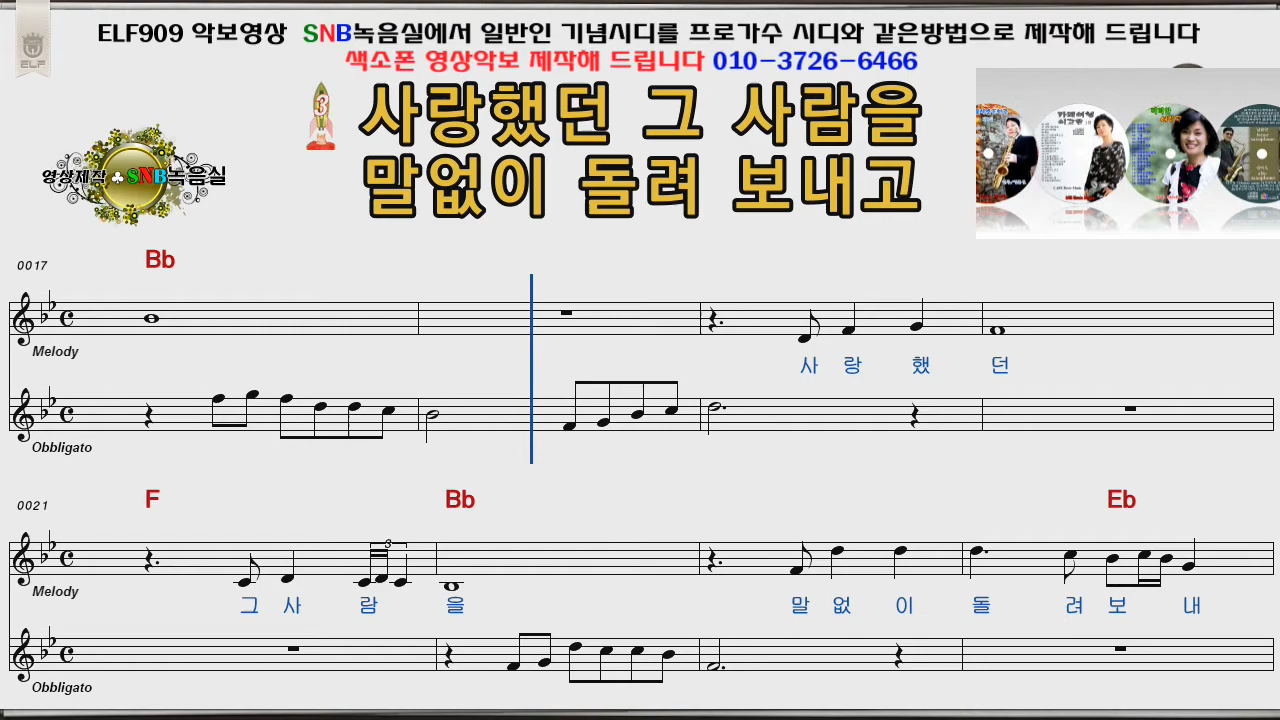 ELF909 악보영상 SNB녹음실에서 일반인 기념시디를 프로가수 시디와 같은방법으로 제작해 드립니다
ELF
색소폰 영상악보 제작해 드립니다 010-3726-6466
3
사랑했던 그 사람을
말없이 돌려 보내고
영상제작 ♣ SNB녹음실
0017
Bb
Melody
사 랑 했 던
Obbligato
0021
F Bb Eb
3
Melody
그 사 람 을 말 없 이 돌 려 보 내
Obbligato